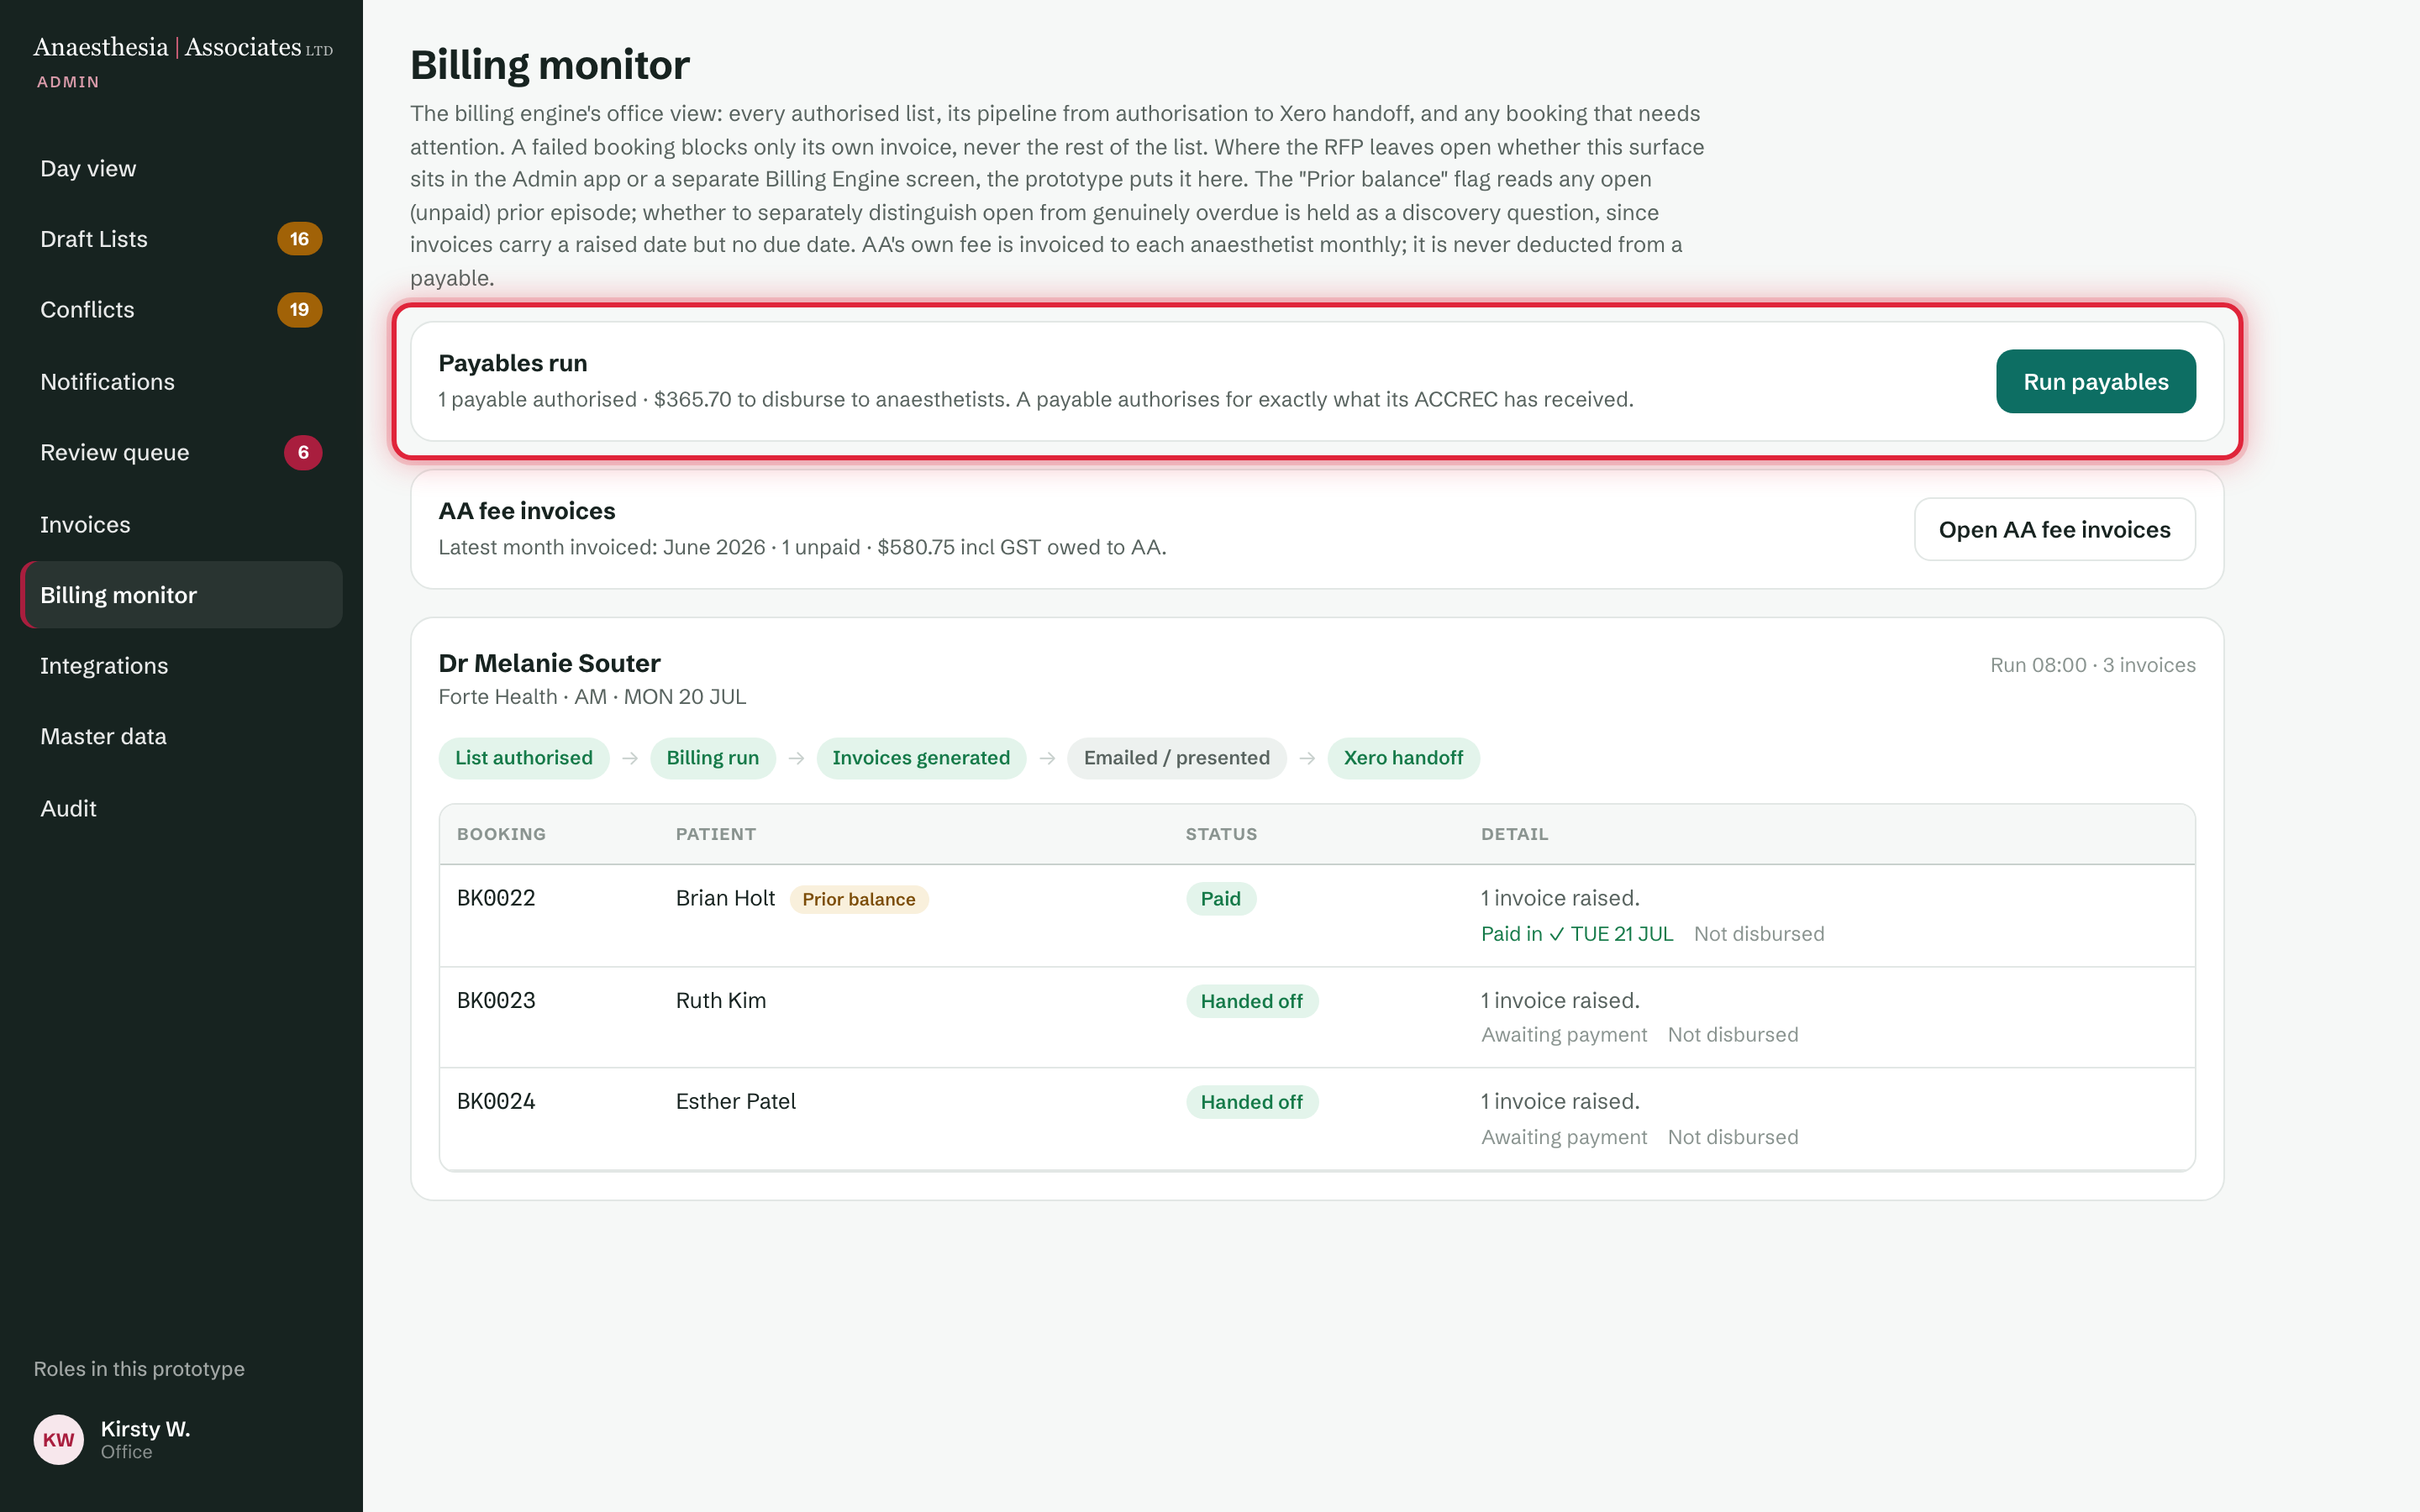 Anaesthesia | Associates LTD
ADMIN
Day view
Draft Lists 16
Conflicts 19
Notifications
Review queue 6
Invoices
Billing monitor
Integrations
Master data
Audit
Roles in this prototype
KW
Kirsty W.
Office
Billing monitor
The billing engine's office view: every authorised list, its pipeline from authorisation to Xero handoff, and any booking that needs
attention. A failed booking blocks only its own invoice, never the rest of the list. Where the RFP leaves open whether this surface
sits in the Admin app or a separate Billing Engine screen, the prototype puts it here. The "Prior balance" flag reads any open
(unpaid) prior episode; whether to separately distinguish open from genuinely overdue is held as a discovery question, since
invoices carry a raised date but no due date. AA's own fee is invoiced to each anaesthetist monthly; it is never deducted from a
payable.
Payables run
1 payable authorised · $365.70 to disburse to anaesthetists. A payable authorises for exactly what its ACCREC has received.
Run payables
AA fee invoices
Latest month invoiced: June 2026 · 1 unpaid · $580.75 incl GST owed to AA.
Open AA fee invoices
Dr Melanie Souter
Run 08:00 · 3 invoices
Forte Health · AM · MON 20 JUL
List authorised → Billing run → Invoices generated → Emailed / presented → Xero handoff
BOOKING PATIENT STATUS DETAIL
BK0022 Brian Holt Prior balance Paid 1 invoice raised.
Paid in ✓ TUE 21 JUL Not disbursed
BK0023 Ruth Kim Handed off 1 invoice raised.
Awaiting payment Not disbursed
BK0024 Esther Patel Handed off 1 invoice raised.
Awaiting payment Not disbursed